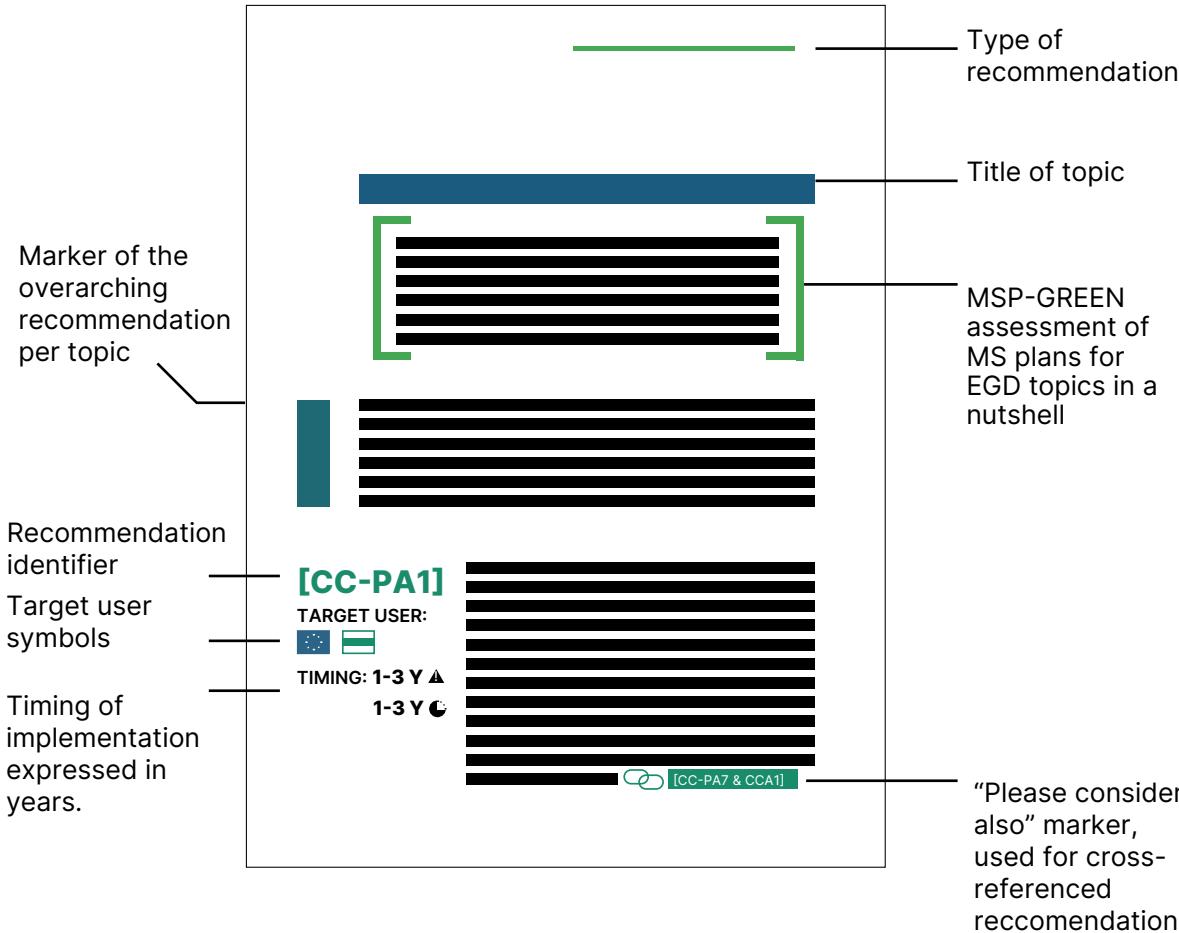 Type of
recommendation
Title of topic
Marker of the
overarching
recommendation
per topic
MSP-GREEN
assessment of
MS plans for
EGD topics in a
nutshell
Recommendation
identifier
Target user
symbols
Timing of
implementation
expressed in
years.
[CC-PA1]
TARGET USER:
TIMING: 1-3 Y
1-3 Y
[CC-PA7 & CCA1]
“Please consider
also” marker,
used for cross-
referenced
reccomendation